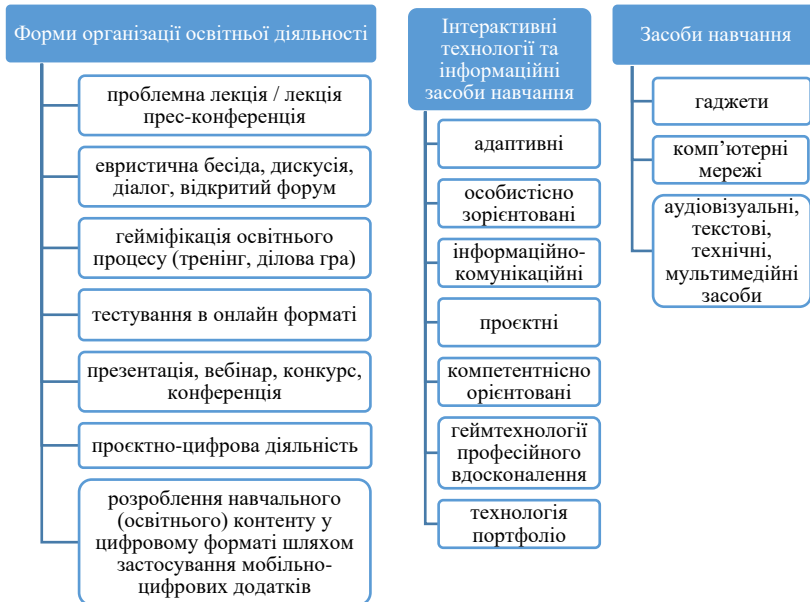 Форми організації освітньої діяльності
проблемна лекція / лекція
прес-конференція
евристична бесіда, дискусія,
діалог, відкритий форум
гейміфікація освітнього
процесу (тренінг, ділова гра)
тестування в онлайн форматі
презентація, вебінар, конкурс,
конференція
проєктно-цифрова діяльність
розроблення навчального
(освітнього) контенту у
цифровому форматі шляхом
застосування мобільно-
цифрових додатків
Інтерактивні
технології та
інформаційні
засоби навчання
адаптивні
особистісно
зорієнтовані
інформаційно-
комунікаційні
проєктні
компетентнісно
орієнтовані
геймтехнології
професійного
вдосконалення
технологія
портфоліо
Засоби навчання
гаджети
комп’ютерні
мережі
аудіовізуальні,
текстові,
технічні,
мультимедійні
засоби